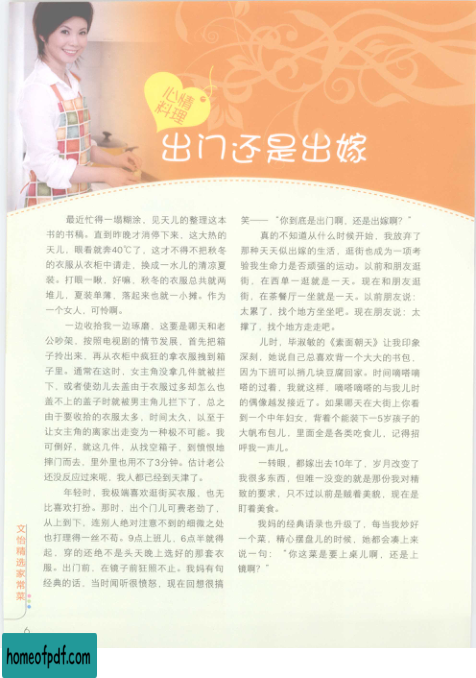 心情
料理
出门还是出嫁
最近忙得一塌糊涂，见天儿的整理这本
书的书稿。直到昨晚才消停下来，这大热的
天儿，眼看就奔40℃了，这才不得不把秋冬
的衣服从衣柜中请走，换成一水儿的清凉夏
装。打眼一瞅，好嘛，秋冬的衣服总共就两
堆儿，夏装单薄，落起来也就一小摊。作为
一个女人，可怜啊。
一边收拾我一边琢磨，这要是哪天和老
公吵架，按照电视剧的情节发展，首先把箱
子拎出来，再从衣柜中疯狂的拿衣服拽到箱
子里。通常在这时，女主角没拿几件就被拦
下，或者使劲儿去盖由于衣服过多却怎么也
盖不上的盖子时就被男主角儿拦下了，总之
由于要收拾的衣服太多，时间太久，以至于
让女主角的离家出走变为一种极不可能。我
可倒好，就这几件，从找空箱子，到愤恨地
摔门而去，里外里也用不了3分钟。估计老公
还没反应过来呢，我人都已经到天津了。
年轻时，我极端喜欢逛街买衣服，也无
比喜欢打扮。那时，出个门儿可费老劲了，
从上到下，连别人绝对注意不到的细微之处
也打理得一丝不苟。9点上班儿，6点半就得
起，穿的还绝不是头天晚上选好的那套衣
服。出门前，在镜子前狂照不止。我妈有句
经典的话，当时闻听很愤怒，现在回想很搞
笑——“你到底是出门啊，还是出嫁啊？”
真的不知道从什么时候开始，我放弃了
那种天天似出嫁的生活，逛街也成为一项考
验我生命力是否顽强的运动。以前和朋友逛
街，在西单一逛就是一天。现在和朋友逛
街，在茶餐厅一坐就是一天。以前朋友说：
太累了，找个地方坐坐吧。现在朋友说：太
撑了，找个地方走走吧。
儿时，毕淑敏的《素面朝天》让我印象
深刻，她说自己总喜欢背一个大大的书包，
因为下班可以捎几块豆腐回家。时间嘀嗒嘀
嗒的过着，我就这样，嘀嗒嘀嗒的与我儿时
的偶像越发接近了。如果哪天在大街上你看
到一个中年妇女，背着个能装下一5岁孩子的
大帆布包儿，里面全是各类吃食儿，记得招
呼我一声儿。
一转眼，都嫁出去10年了，岁月改变了
我很多东西，但唯一没变的就是那份我对精
致的要求，只不过以前是贼着美貌，现在是
盯着美食。
我妈的经典语录也升级了，每当我炒好
一个菜，精心摆盘儿的时候，她都会凑上来
说一句：“你这菜是要上桌儿啊，还是上
镜啊？”
文怡精选家常菜
homeofpdf.com